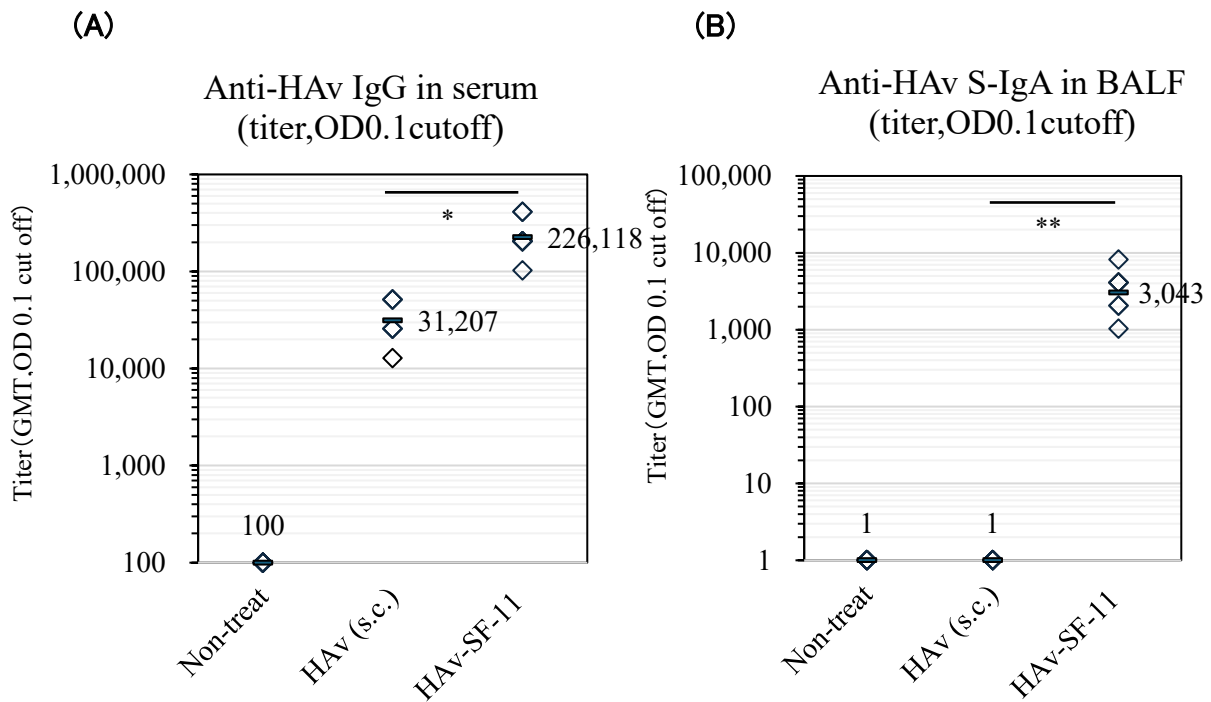 (A)
Anti-HAv IgG in serum
(titer,OD0.1cutoff)
Titer(GMT,OD 0.1 cut off)
1,000,000
100,000
10,000
1,000
100
*
226,118
31,207
100
Non-treat
HAv (s.c.)
HAv-SF-11
(B)
Anti-HAv S-IgA in BALF
(titer,OD0.1cutoff)
Titer(GMT,OD 0.1 cut off)
100,000
10,000
1,000
100
10
1
**
3,043
1
1
Non-treat
HAv (s.c.)
HAv-SF-11